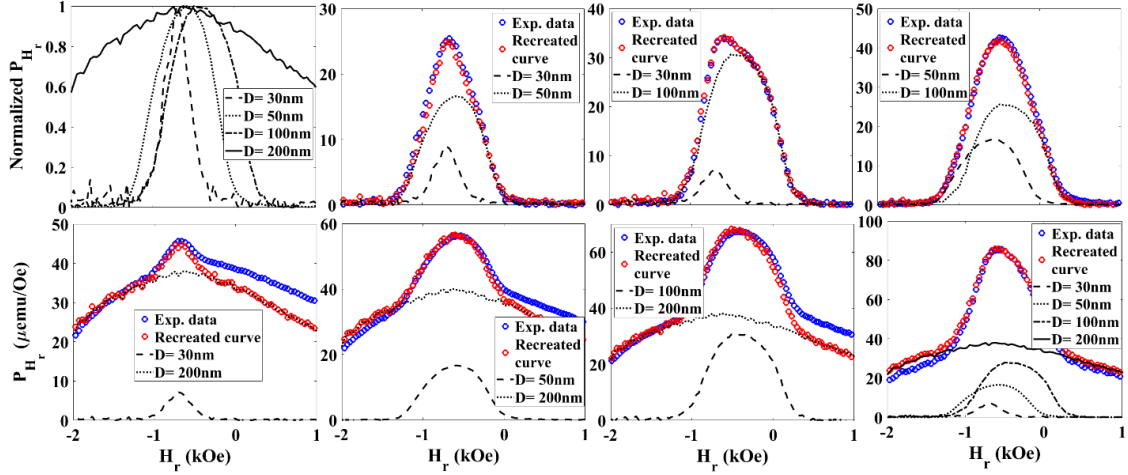 Normalized P_H_r
1
0.8
0.6
0.4
0.2
0
D= 30nm
D= 50nm
D= 100nm
D= 200nm
30
20
10
0
Exp. data
Recreated
curve
D= 30nm
D= 50nm
40
30
20
10
0
Exp. data
Recreated
curve
D= 30nm
D= 100nm
50
40
30
20
10
0
Exp. data
Recreated
curve
D= 50nm
D= 100nm
P_H_r (μemu/Oe)
50
40
30
20
10
0
Exp. data
Recreated curve
D= 30nm
D= 200nm
-2 -1 0 1
H_r (kOe)
60
40
20
0
Exp. data
Recreated
curve
D= 50nm
D= 200nm
-2 -1 0 1
H_r (kOe)
60
40
20
0
Exp. data
Recreated
curve
D= 100nm
D= 200nm
-2 -1 0 1
H_r (kOe)
100
80
60
40
20
0
Exp. data
Recreated
curve
D= 30nm
D= 50nm
D= 100nm
D= 200nm
-2 -1 0 1
H_r (kOe)